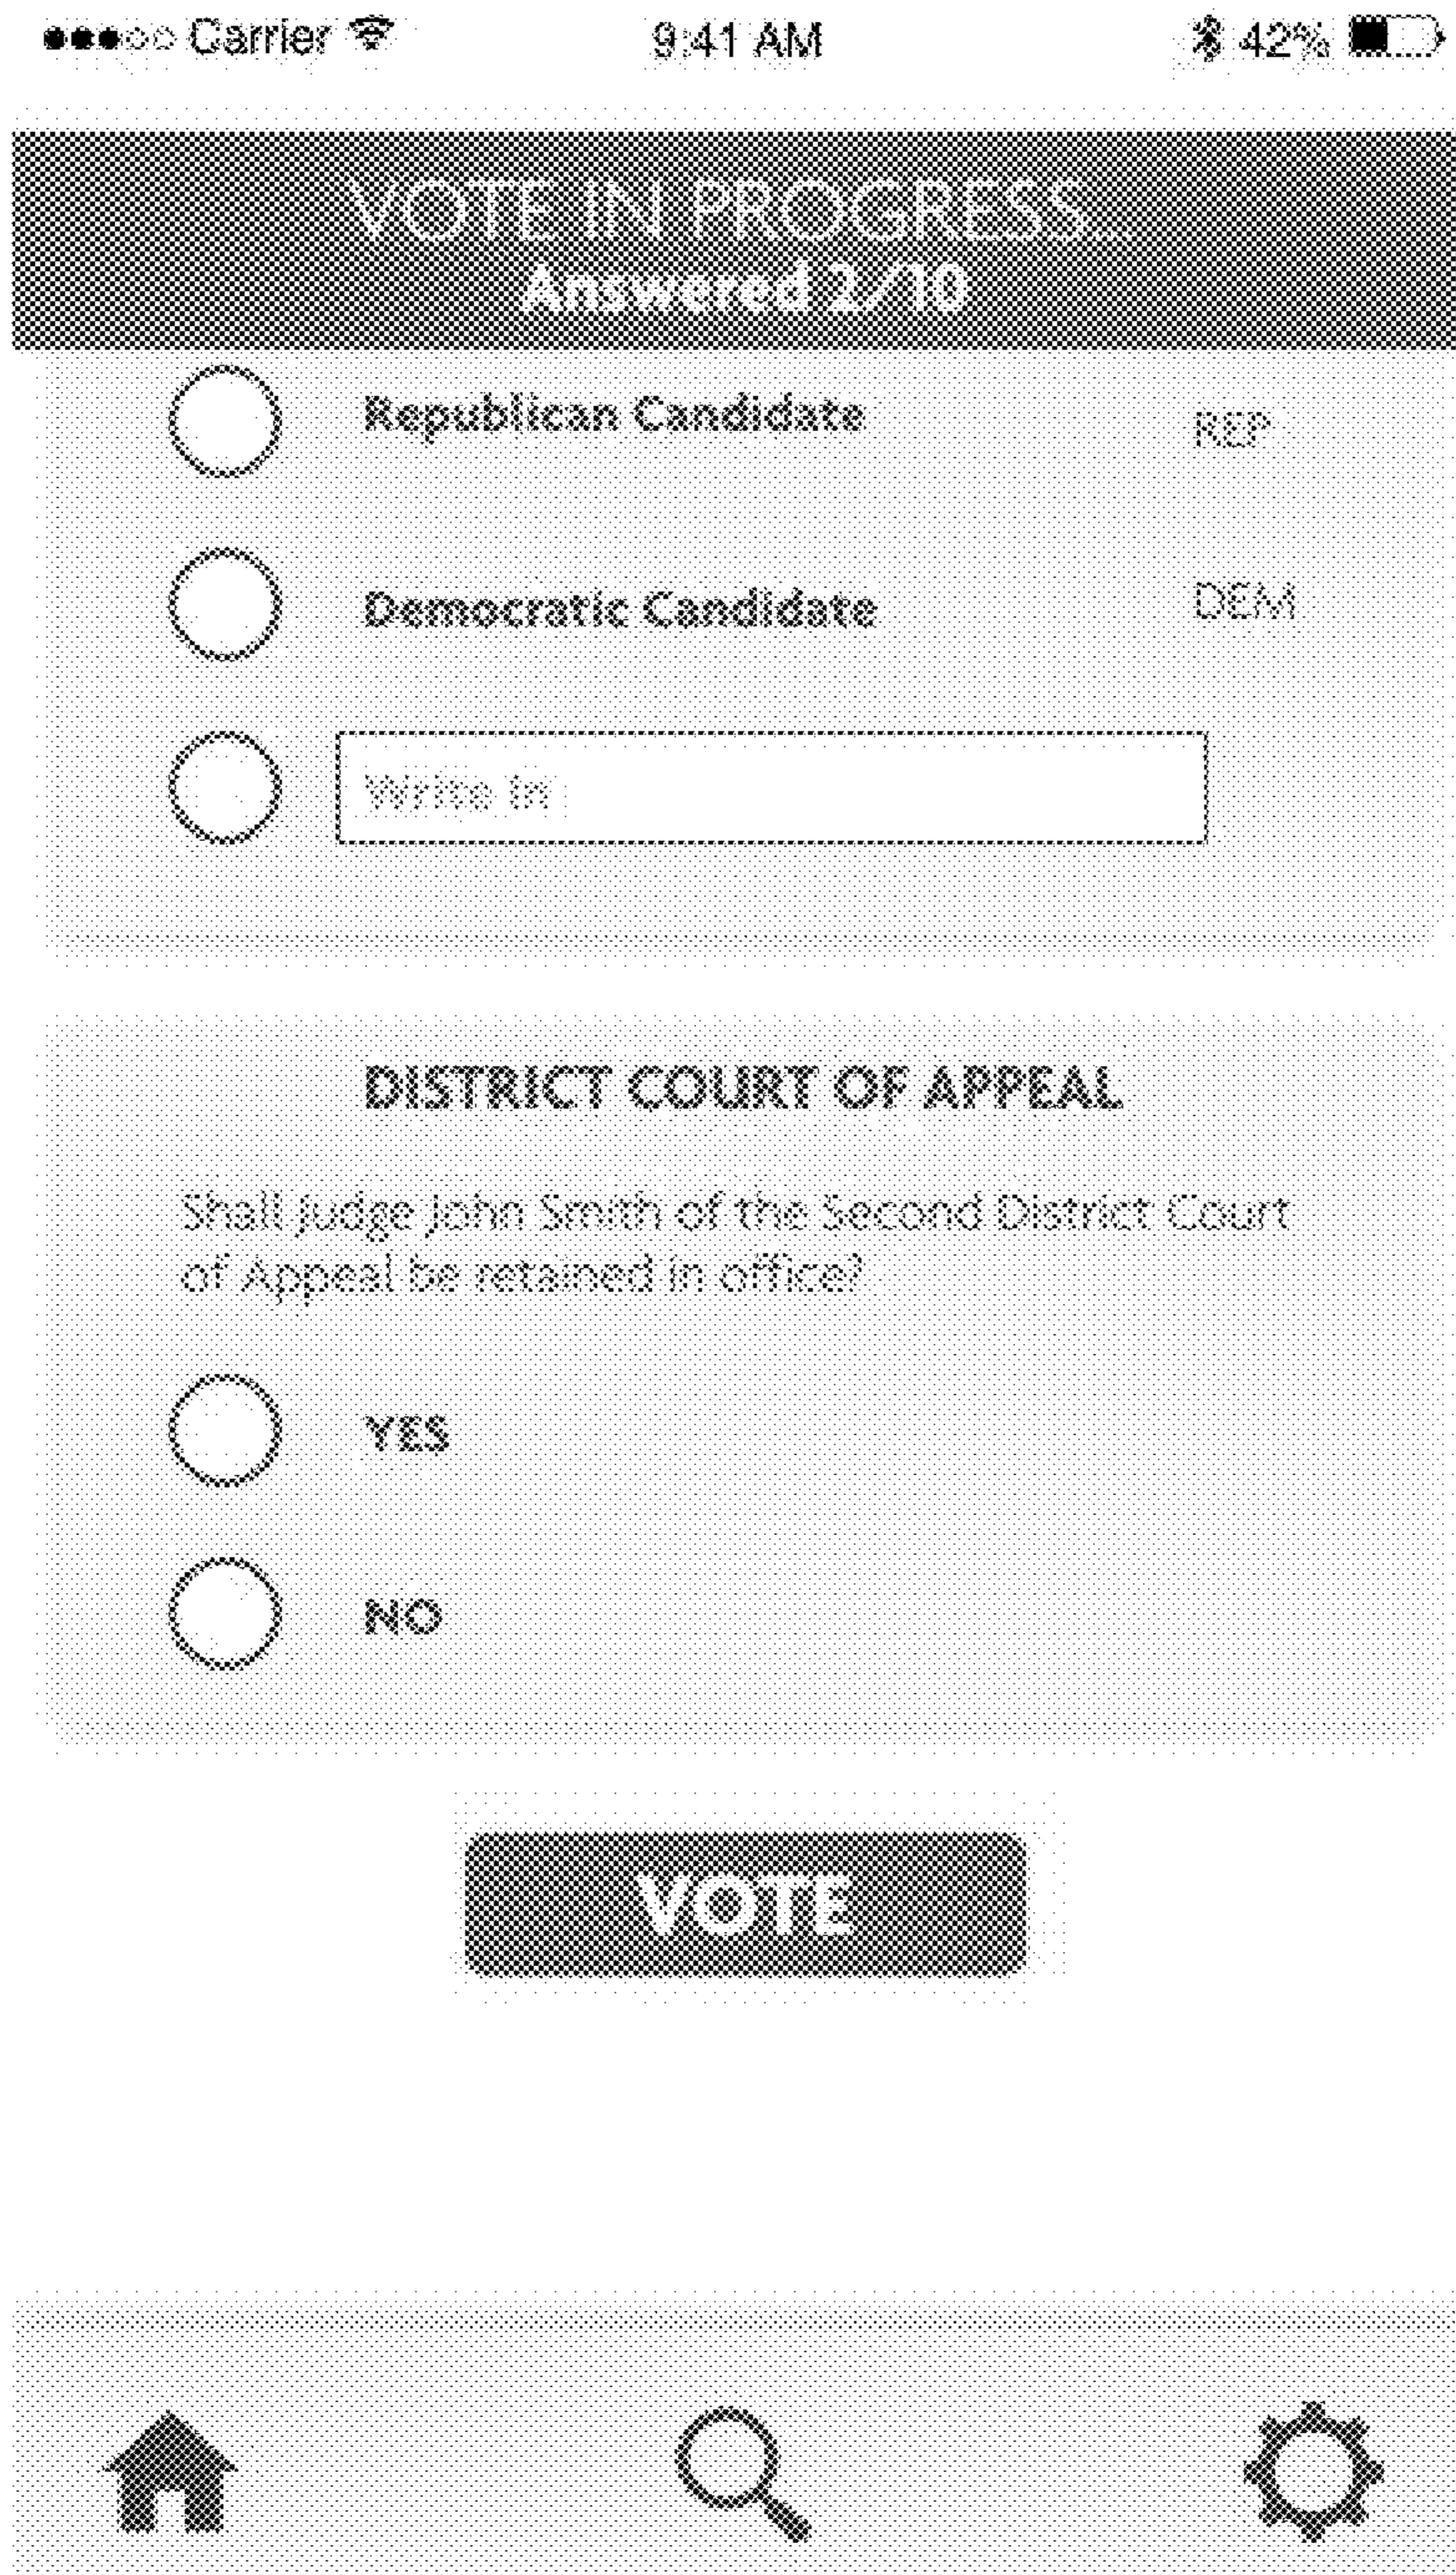 Carrier 9:41 AM 42%
VOTE IN PROGRESS...
Answered 2/10
Republican Candidate REP
Democratic Candidate DEM
Write in
DISTRICT COURT OF APPEAL
Shall Judge John Smith of the Second District Court
of Appeal be retained in office?
YES
NO
VOTE